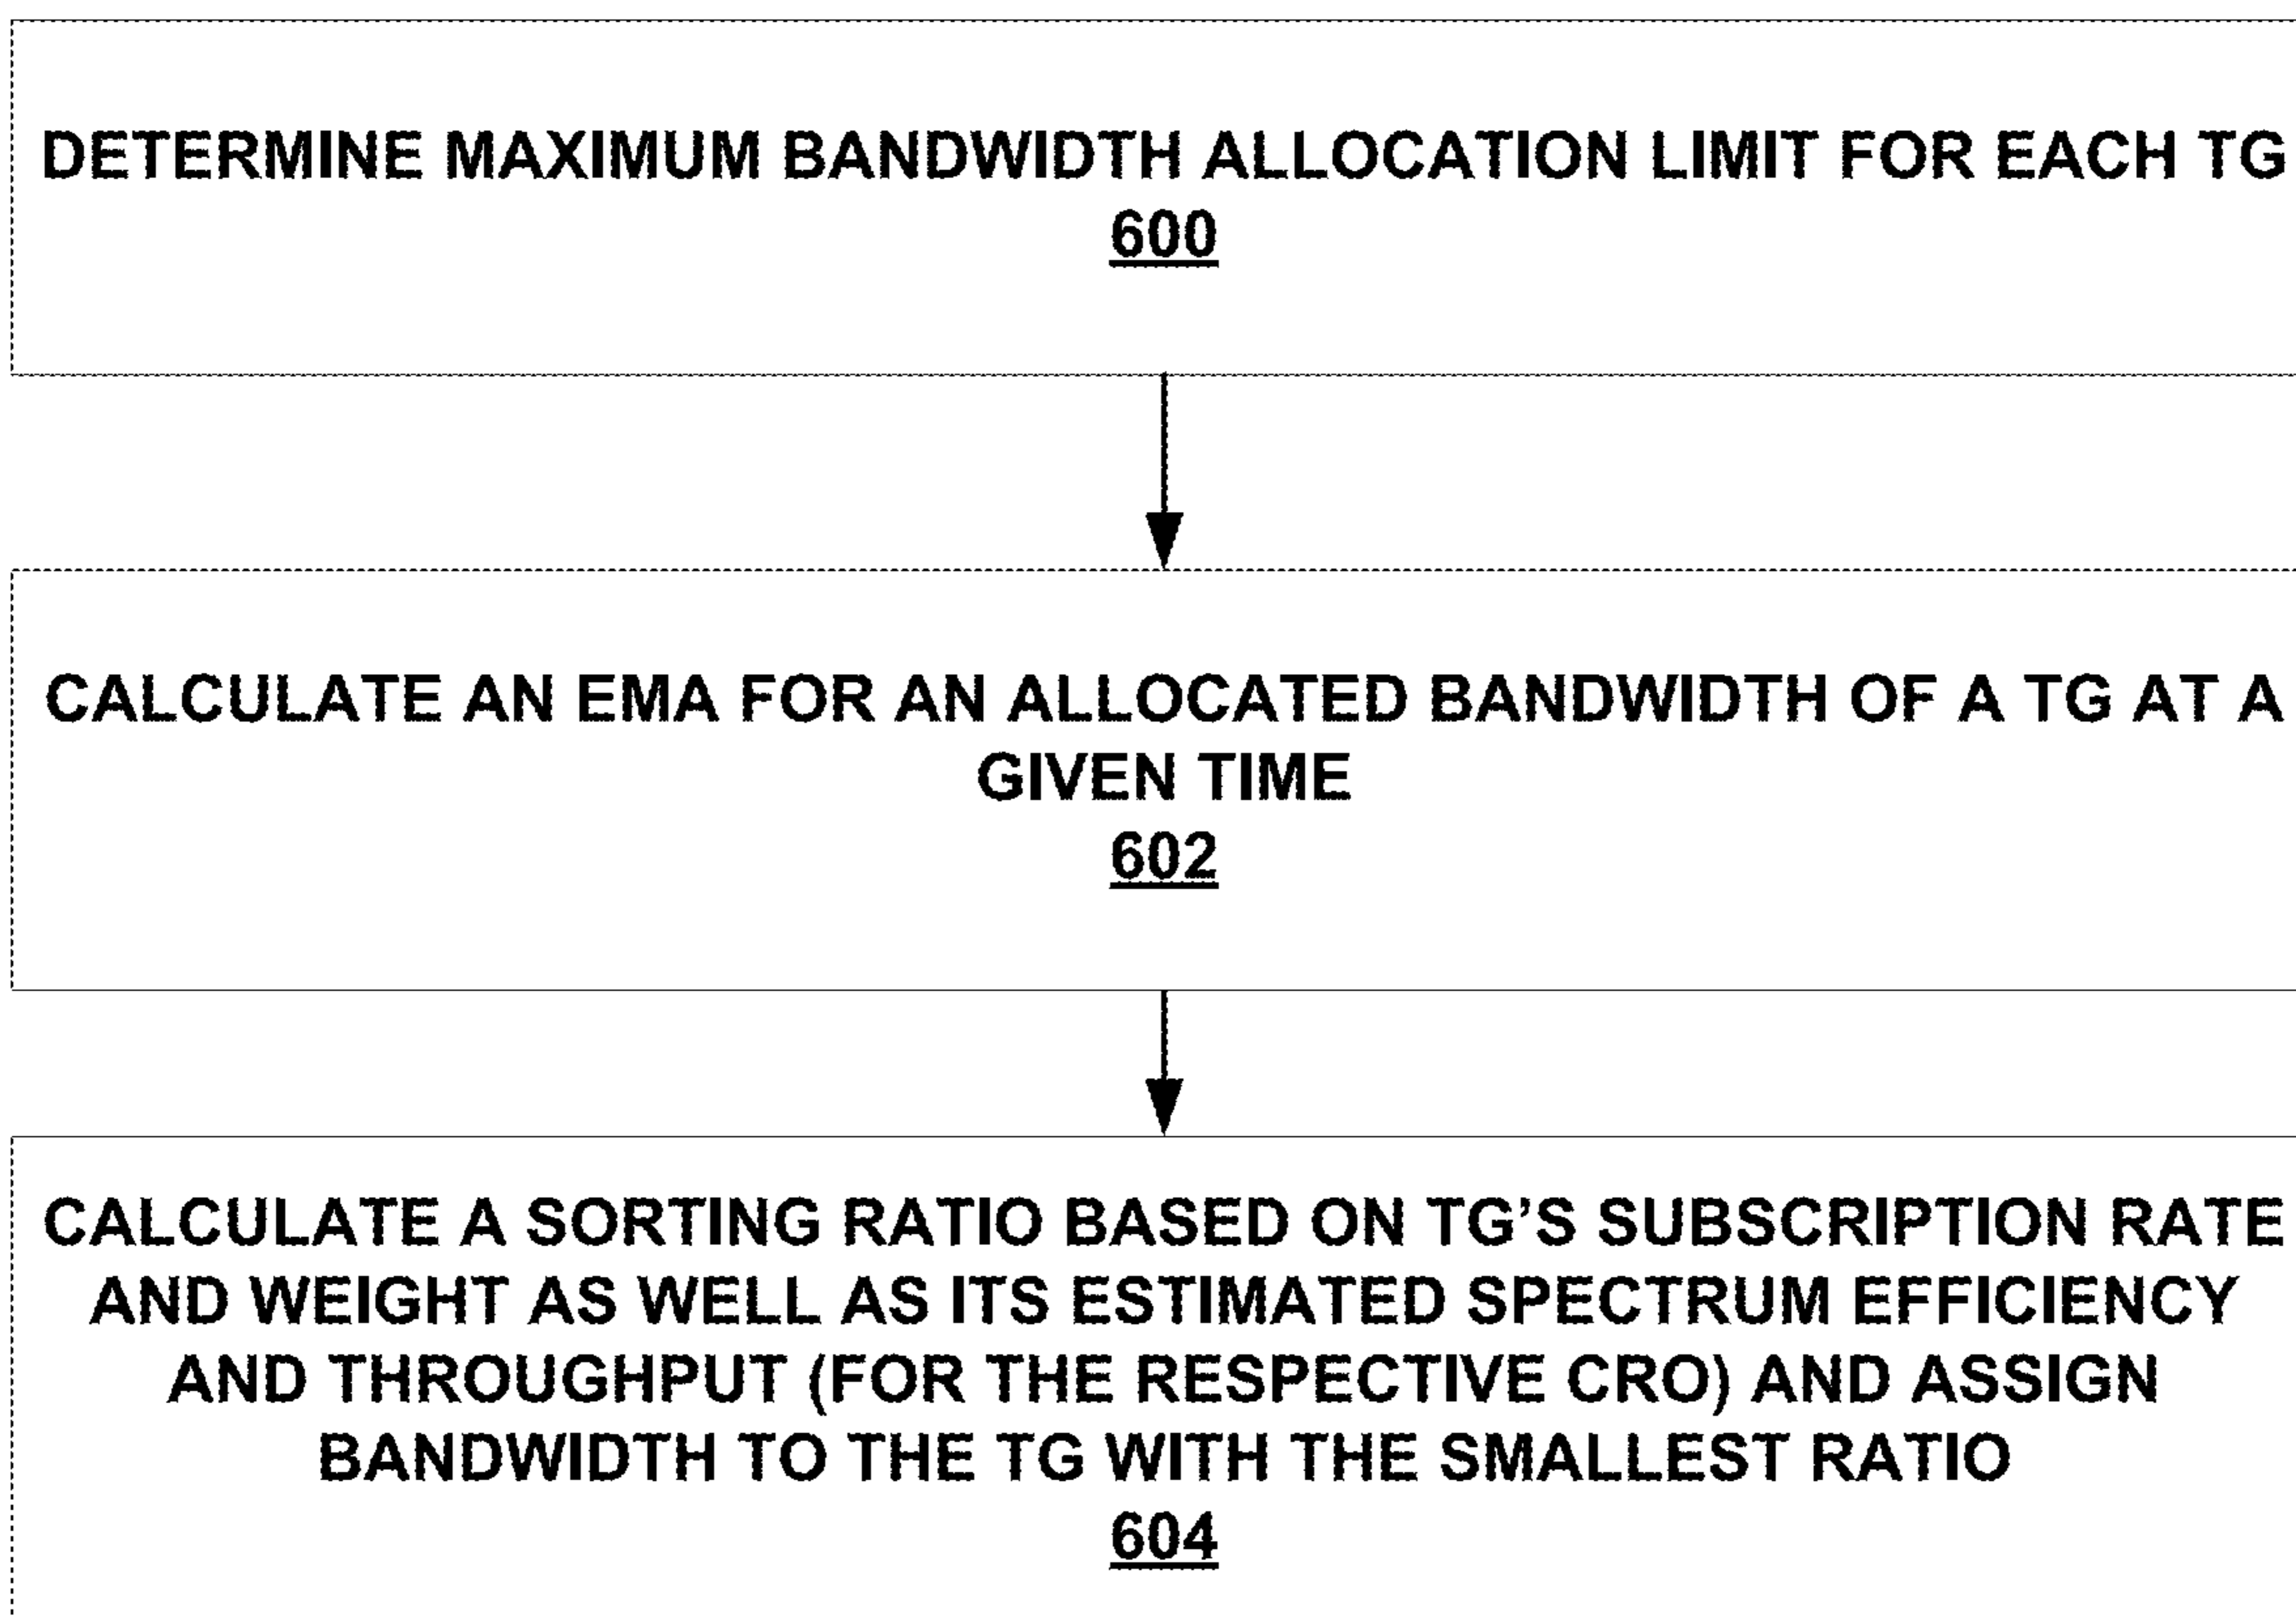 DETERMINE MAXIMUM BANDWIDTH ALLOCATION LIMIT FOR EACH TG
600
CALCULATE AN EMA FOR AN ALLOCATED BANDWIDTH OF A TG AT A
GIVEN TIME
602
CALCULATE A SORTING RATIO BASED ON TG’S SUBSCRIPTION RATE
AND WEIGHT AS WELL AS ITS ESTIMATED SPECTRUM EFFICIENCY
AND THROUGHPUT (FOR THE RESPECTIVE CRO) AND ASSIGN
BANDWIDTH TO THE TG WITH THE SMALLEST RATIO
604